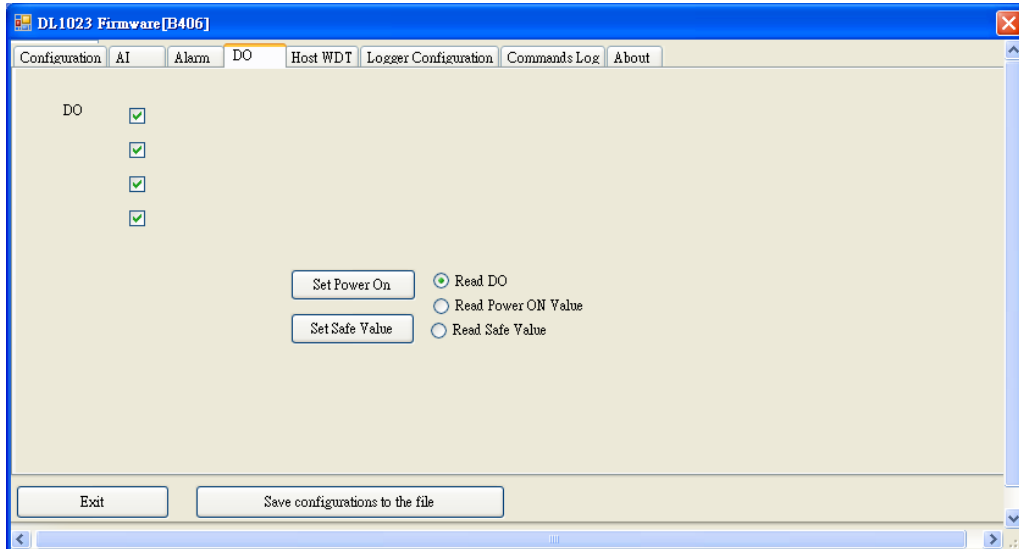 DL1023 Firmware[B406]
Configuration AI Alarm DO Host WDT Logger Configuration Commands Log About
DO
Set Power On Read DO
Read Power ON Value
Set Safe Value Read Safe Value
Exit Save configurations to the file